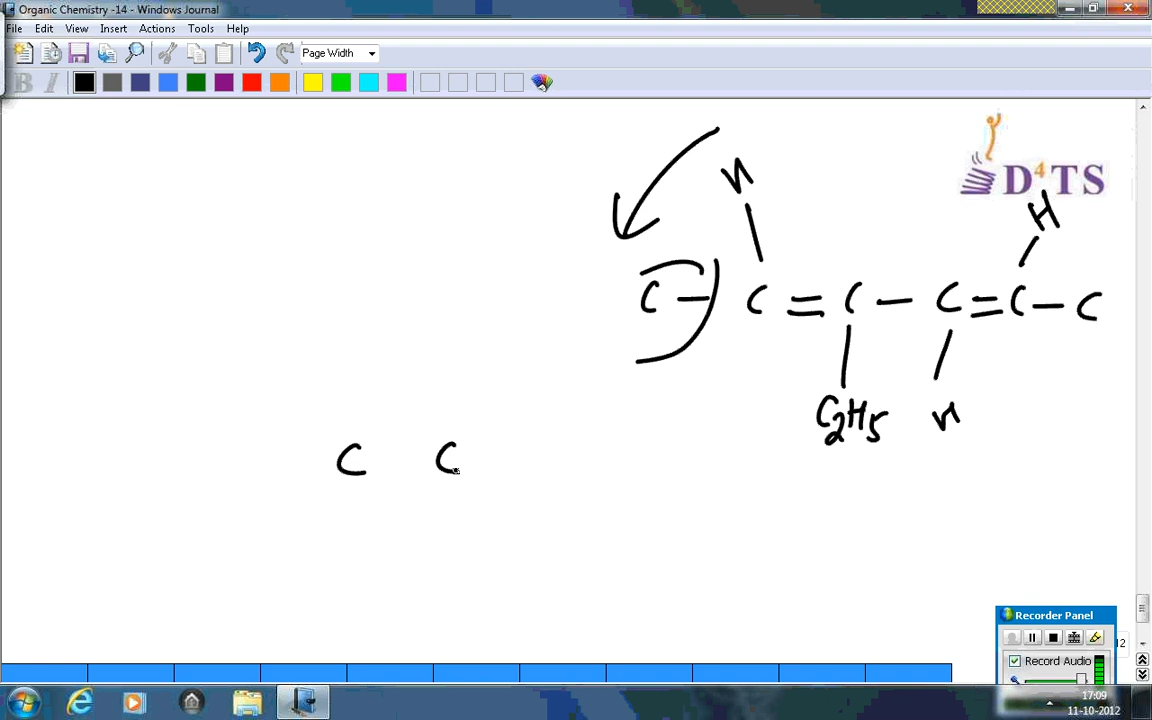 Organic Chemistry -14 - Windows Journal
File Edit View Insert Actions Tools Help
Page Width
B I
D4TS
H H
C - C = C - C = C - C
C2H5 H
C C
Recorder Panel
12
Record Audio
17:09
11-10-2012